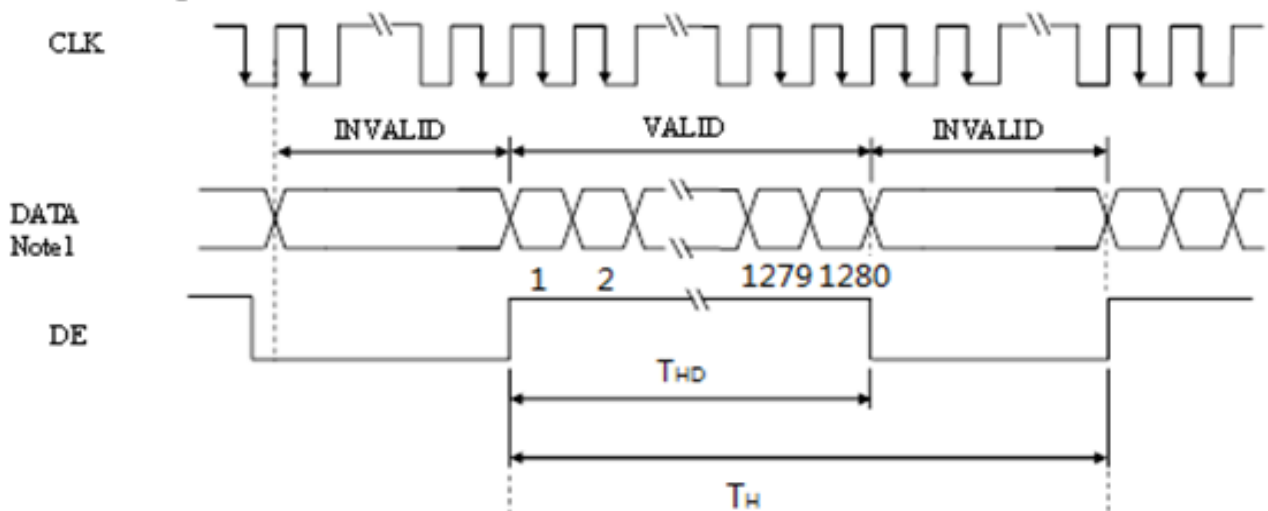 CLK
INVALID VALID INVALID
DATA
Note1
1 2 1279 1280
DE
THD
TH